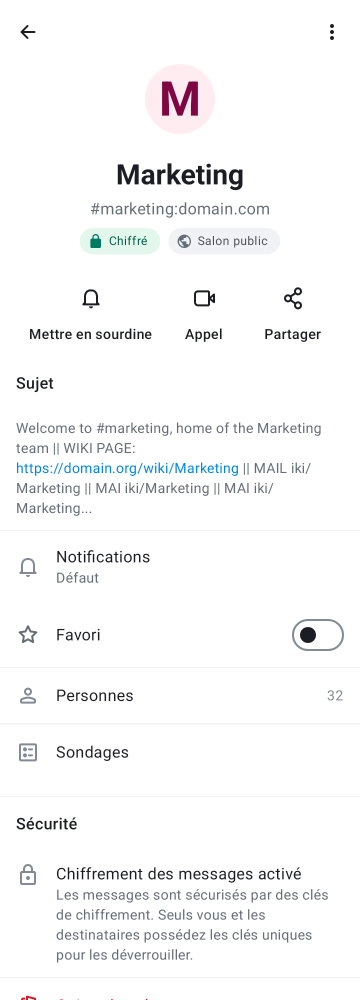 M
Marketing
#marketing:domain.com
Chiffré
Salon public
Mettre en sourdine
Appel
Partager
Sujet
Welcome to #marketing, home of the Marketing
team || WIKI PAGE:
https://domain.org/wiki/Marketing || MAIL iki/
Marketing || MAI iki/Marketing || MAI iki/
Marketing...
Notifications
Défaut
Favori
Personnes 32
Sondages
Sécurité
Chiffrement des messages activé
Les messages sont sécurisés par des clés
de chiffrement. Seuls vous et les
destinataires possédez les clés uniques
pour les déverrouiller.